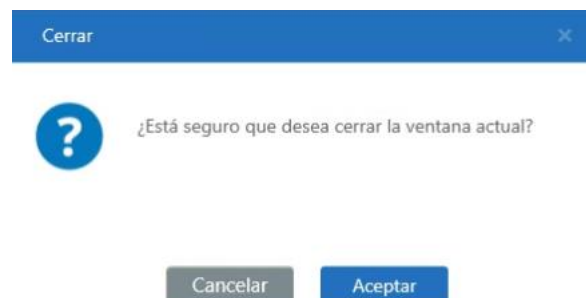 Cerrar
¿Está seguro que desea cerrar la ventana actual?
Cancelar
Aceptar